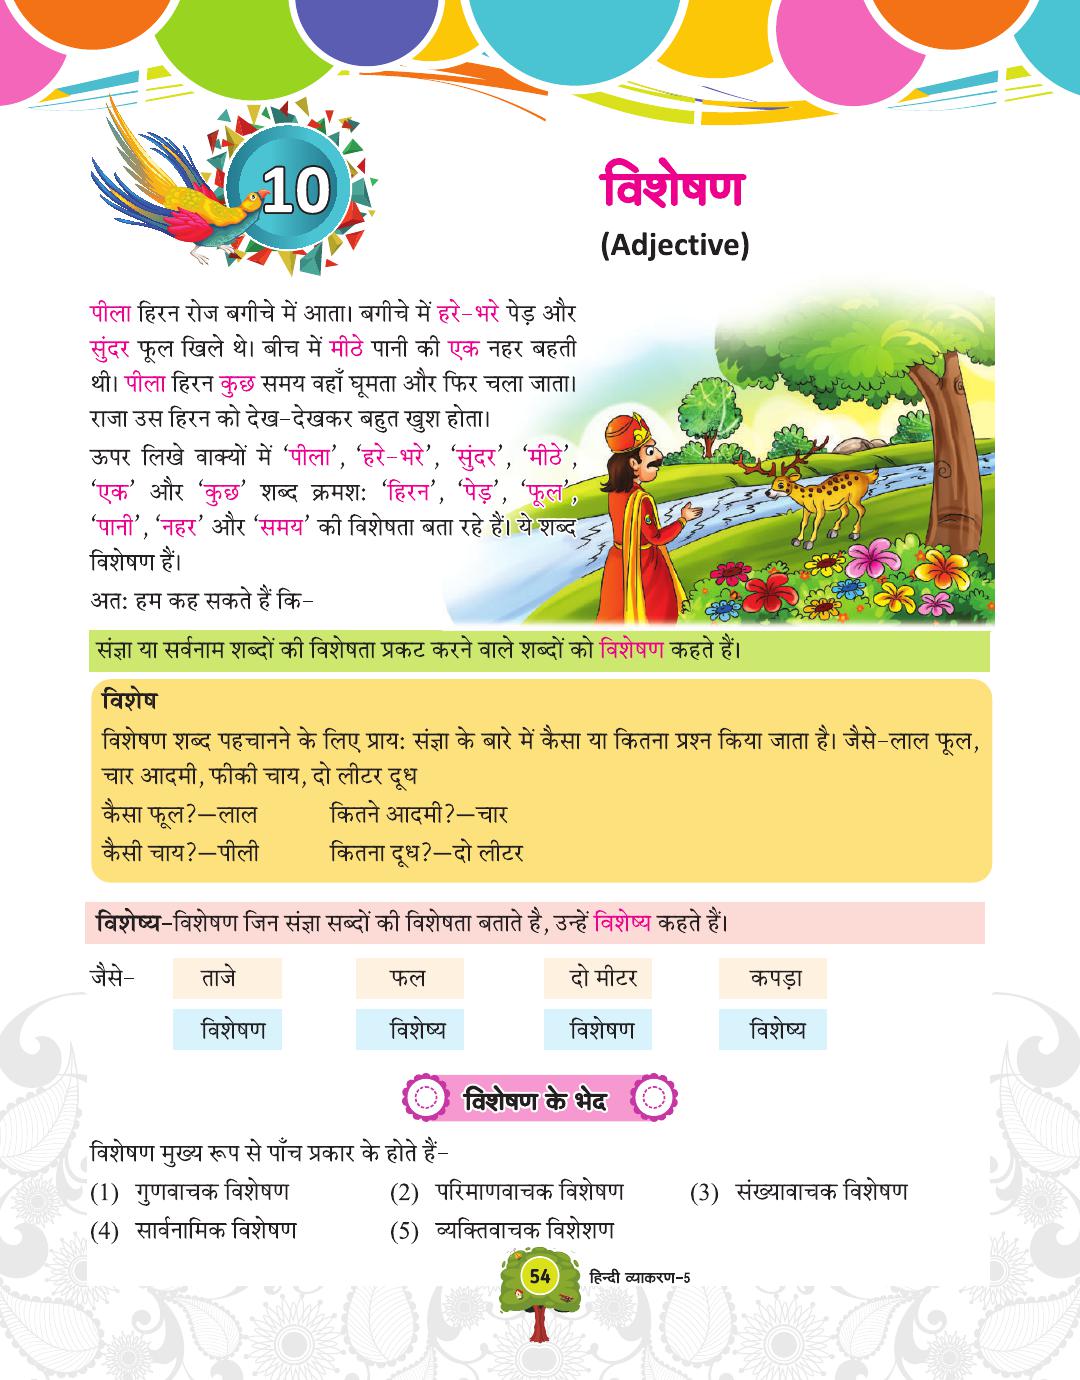 10
विशेषण
(Adjective)
पीला हिरन रोज बगीचे में आता। बगीचे में हरे-भरे पेड़ और
सुंदर फूल खिले थे। बीच में मीठे पानी की एक नहर बहती
थी। पीला हिरन कुछ समय वहाँ घूमता और फिर चला जाता।
राजा उस हिरन को देख-देखकर बहुत खुश होता।
ऊपर लिखे वाक्यों में ‘पीला’, ‘हरे-भरे’, ‘सुंदर’, ‘मीठे’,
‘एक’ और ‘कुछ’ शब्द क्रमश: ‘हिरन’, ‘पेड़’, ‘फूल’,
‘पानी’, ‘नहर’ और ‘समय’ की विशेषता बता रहे हैं। ये शब्द
विशेषण हैं।
अत: हम कह सकते हैं कि-
संज्ञा या सर्वनाम शब्दों की विशेषता प्रकट करने वाले शब्दों को विशेषण कहते हैं।
विशेष
विशेषण शब्द पहचानने के लिए प्राय: संज्ञा के बारे में कैसा या कितना प्रश्न किया जाता है। जैसे-लाल फूल,
चार आदमी, फीकी चाय, दो लीटर दूध
कैसा फूल?—लाल कितने आदमी?—चार
कैसी चाय?—पीली कितना दूध?—दो लीटर
विशेष्य-विशेषण जिन संज्ञा सब्दों की विशेषता बताते है, उन्हें विशेष्य कहते हैं।
जैसे- ताजे फल दो मीटर कपड़ा
विशेषण विशेष्य विशेषण विशेष्य
विशेषण के भेद
विशेषण मुख्य रूप से पाँच प्रकार के होते हैं-
(1) गुणवाचक विशेषण (2) परिमाणवाचक विशेषण (3) संख्यावाचक विशेषण
(4) सार्वनामिक विशेषण (5) व्यक्तिवाचक विशेशण
54 हिन्दी व्याकरण-5